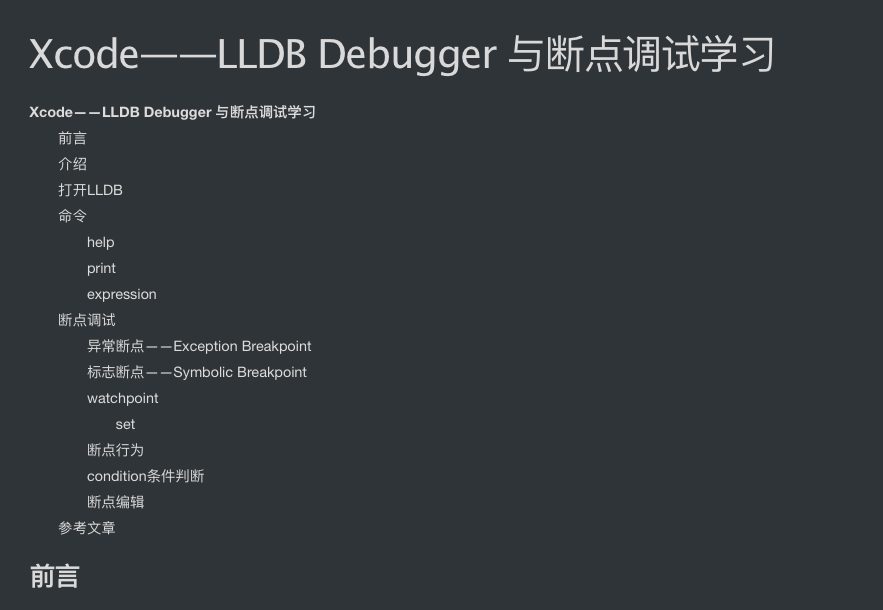 Xcode——LLDB Debugger 与断点调试学习
Xcode——LLDB Debugger 与断点调试学习
前言
介绍
打开LLDB
命令
help
print
expression
断点调试
异常断点——Exception Breakpoint
标志断点——Symbolic Breakpoint
watchpoint
set
断点行为
condition条件判断
断点编辑
参考文章
前言